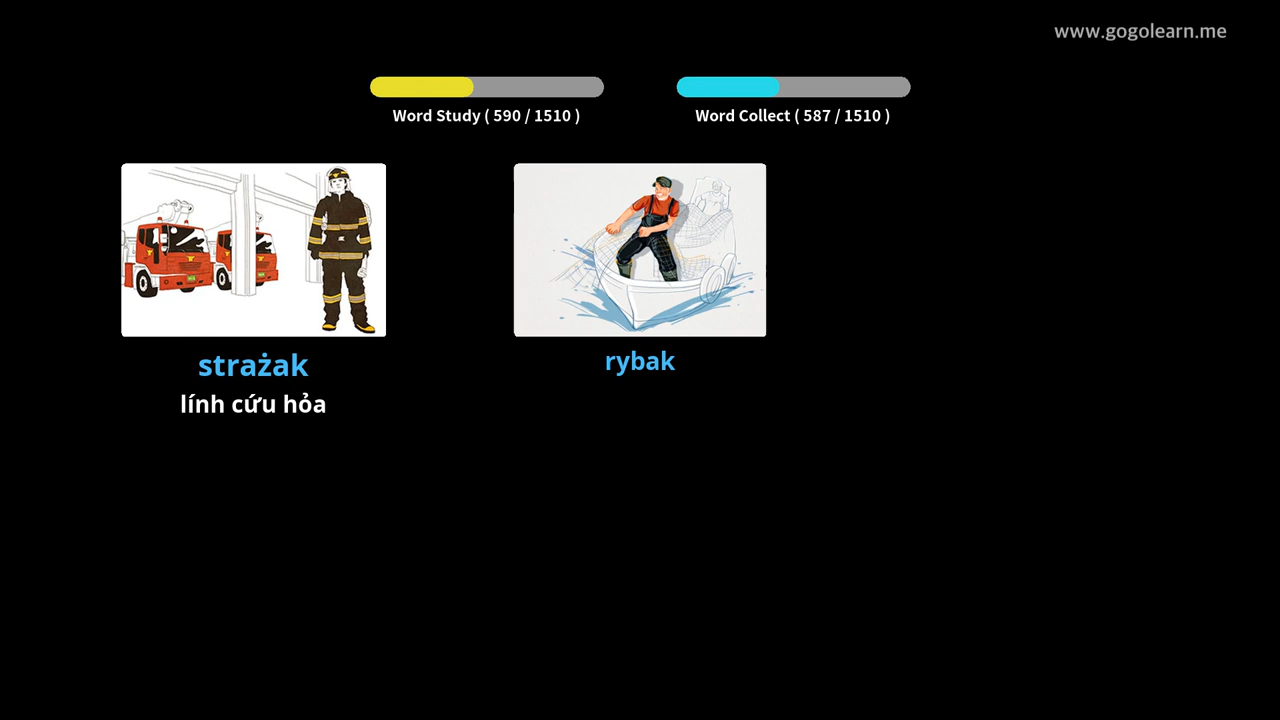 www.gogolearn.me
Word Study ( 590 / 1510 )
Word Collect ( 587 / 1510 )
strażak
lính cứu hỏa
rybak